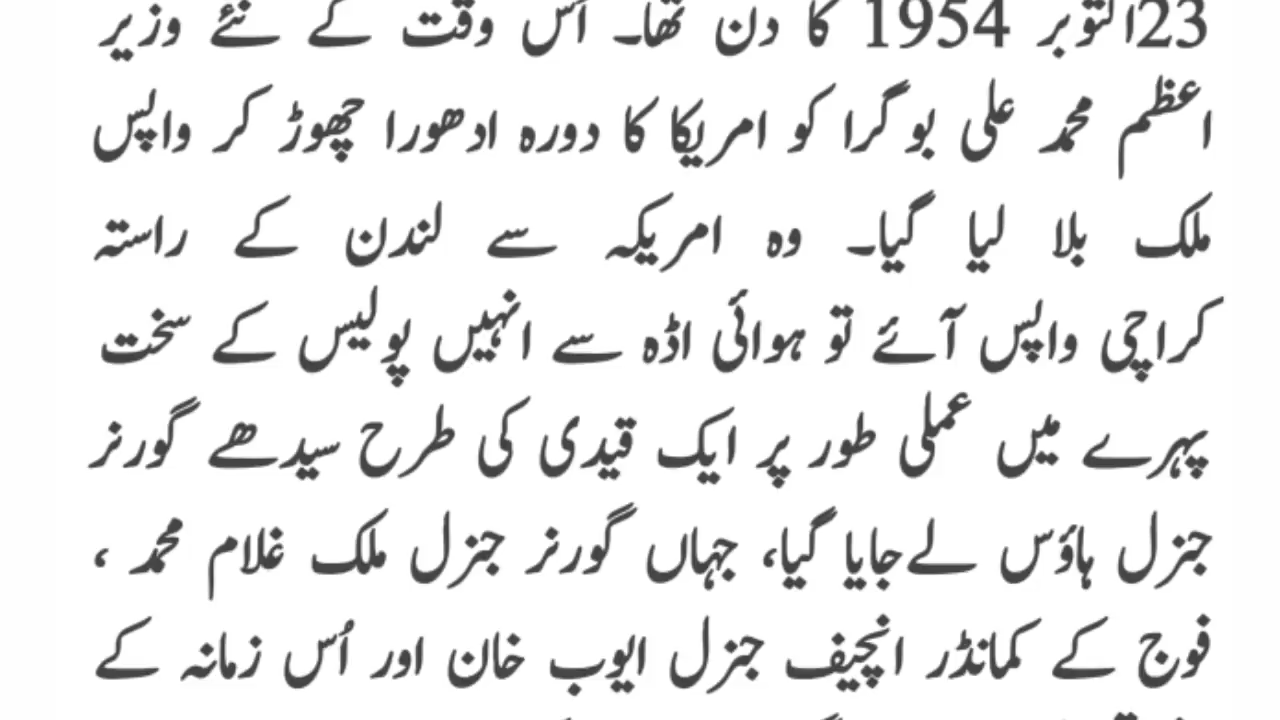 23اکتوبر 1954 کا دن تھا۔ اُس وقت کے نئے وزیر
اعظم محمد علی بوگرا کو امریکا کا دورہ ادھورا چھوڑ کر واپس
ملک بلا لیا گیا۔ وہ امریکہ سے لندن کے راستہ
کراچی واپس آئے تو ہوائی اڈہ سے انہیں پولیس کے سخت
پہرے میں عملی طور پر ایک قیدی کی طرح سیدھے گورنر
جنرل ہاؤس لےجایا گیا، جہاں گورنر جنرل ملک غلام محمد ،
فوج کے کمانڈر انچیف جنرل ایوب خان اور اُس زمانہ کے